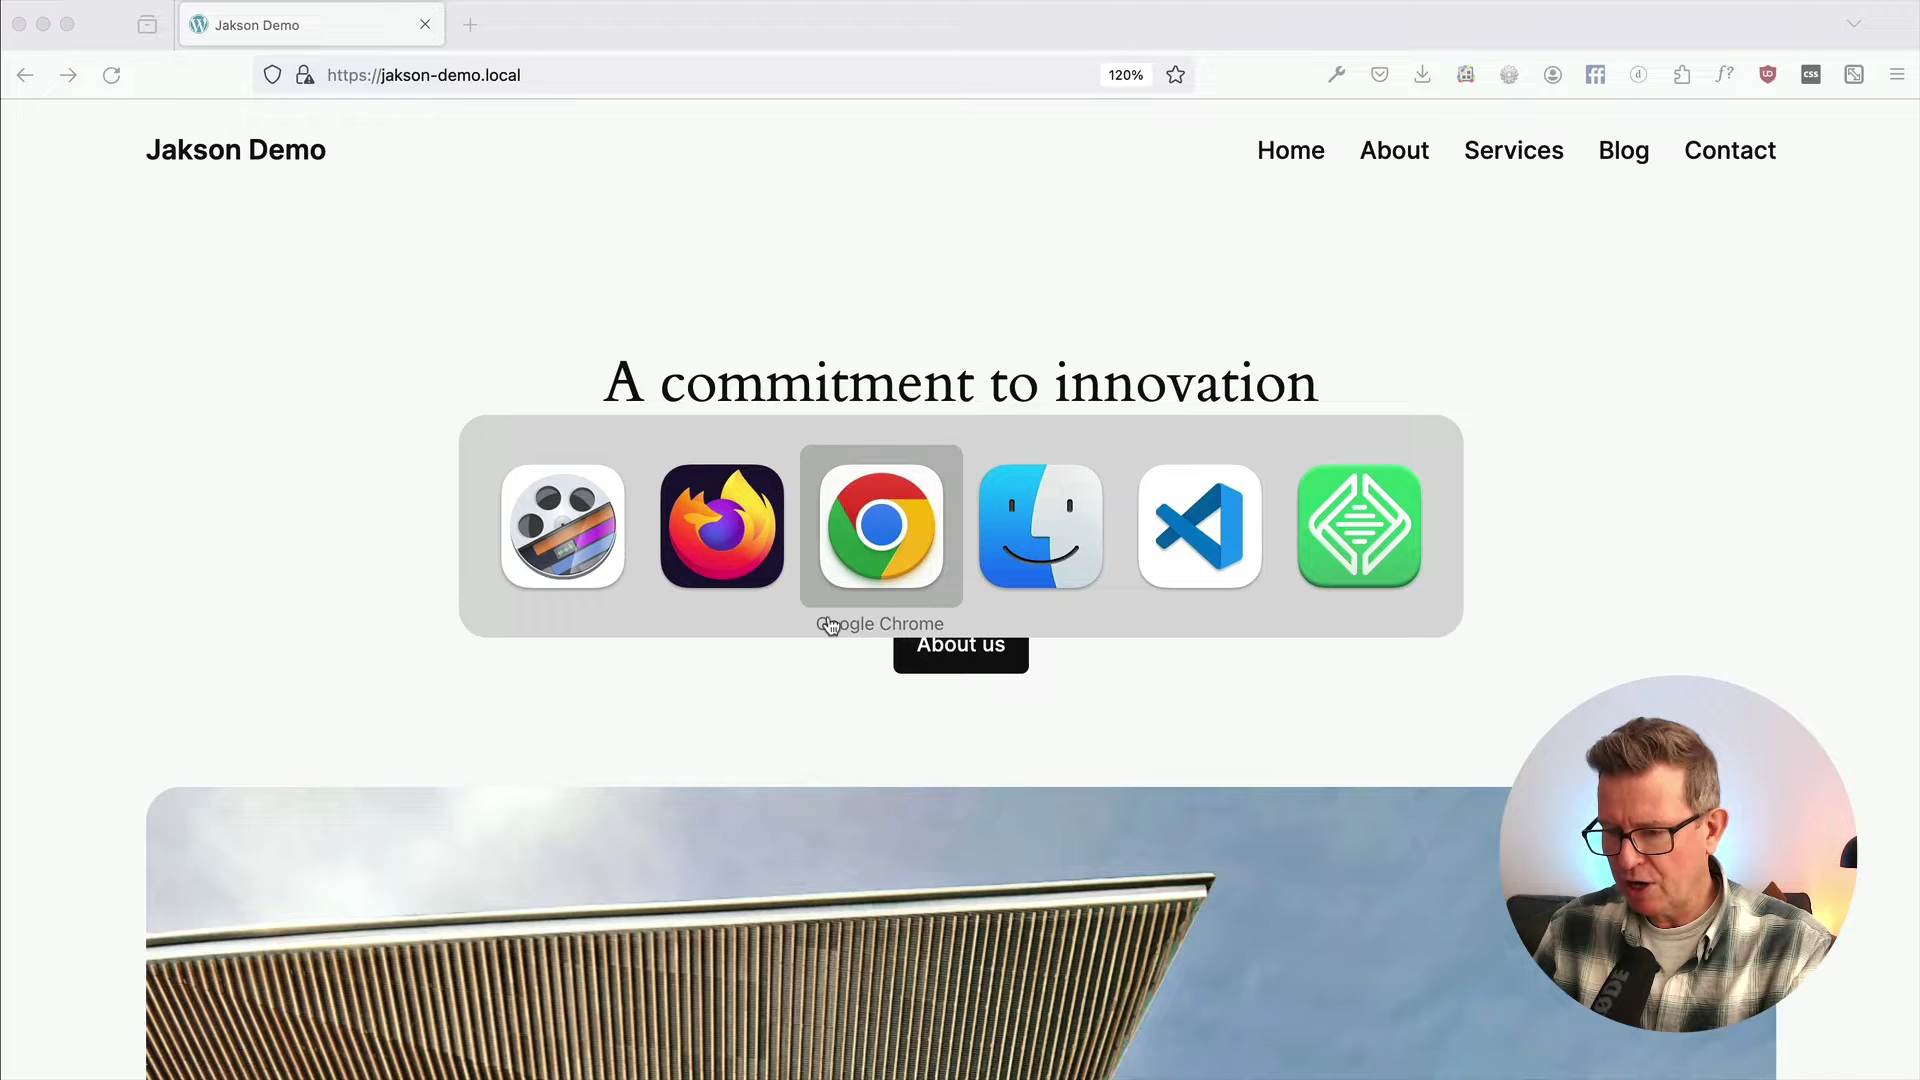 Jakson Demo
https://jakson-demo.local
120%
Jakson Demo
Home About Services Blog Contact
A commitment to innovation
Google Chrome
About us